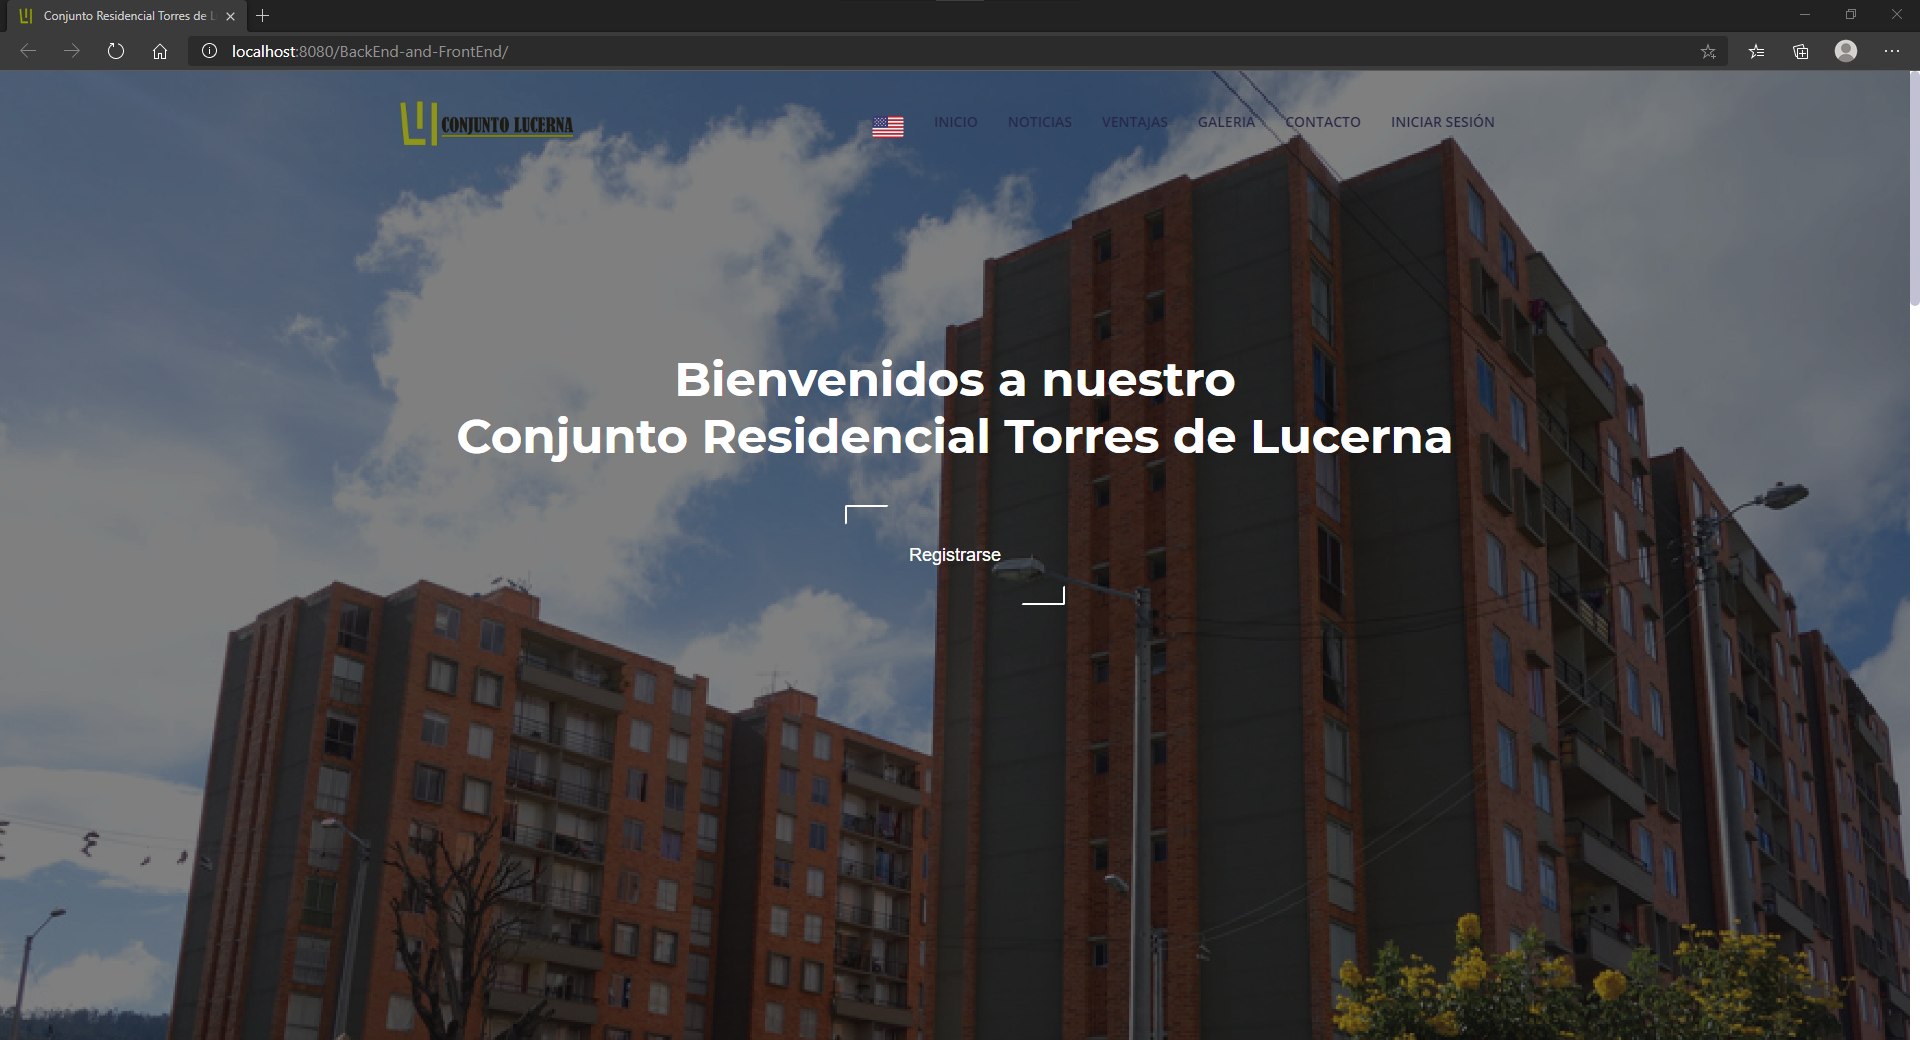 Conjunto Residencial Torres de L
localhost:8080/BackEnd-and-FrontEnd/
CONJUNTO LUCERNA
INICIO
NOTICIAS
VENTAJAS
GALERIA
CONTACTO
INICIAR SESIÓN
Bienvenidos a nuestro
Conjunto Residencial Torres de Lucerna
Registrarse